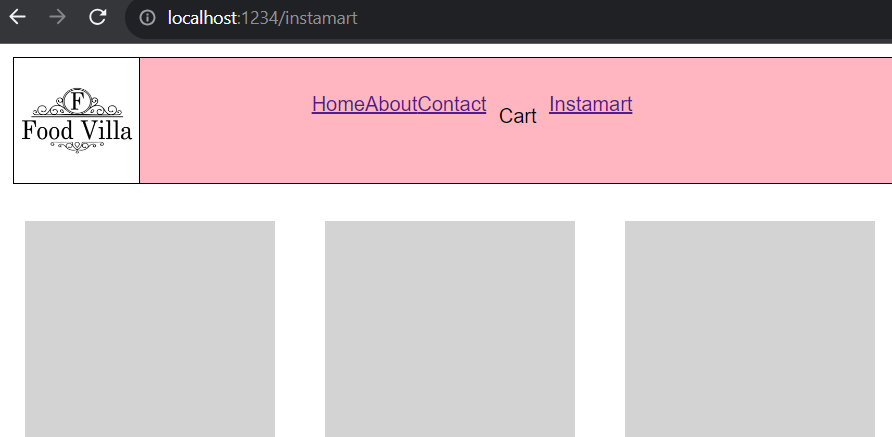 localhost:1234/instamart
F
Food Villa
HomeAboutContact Cart Instamart